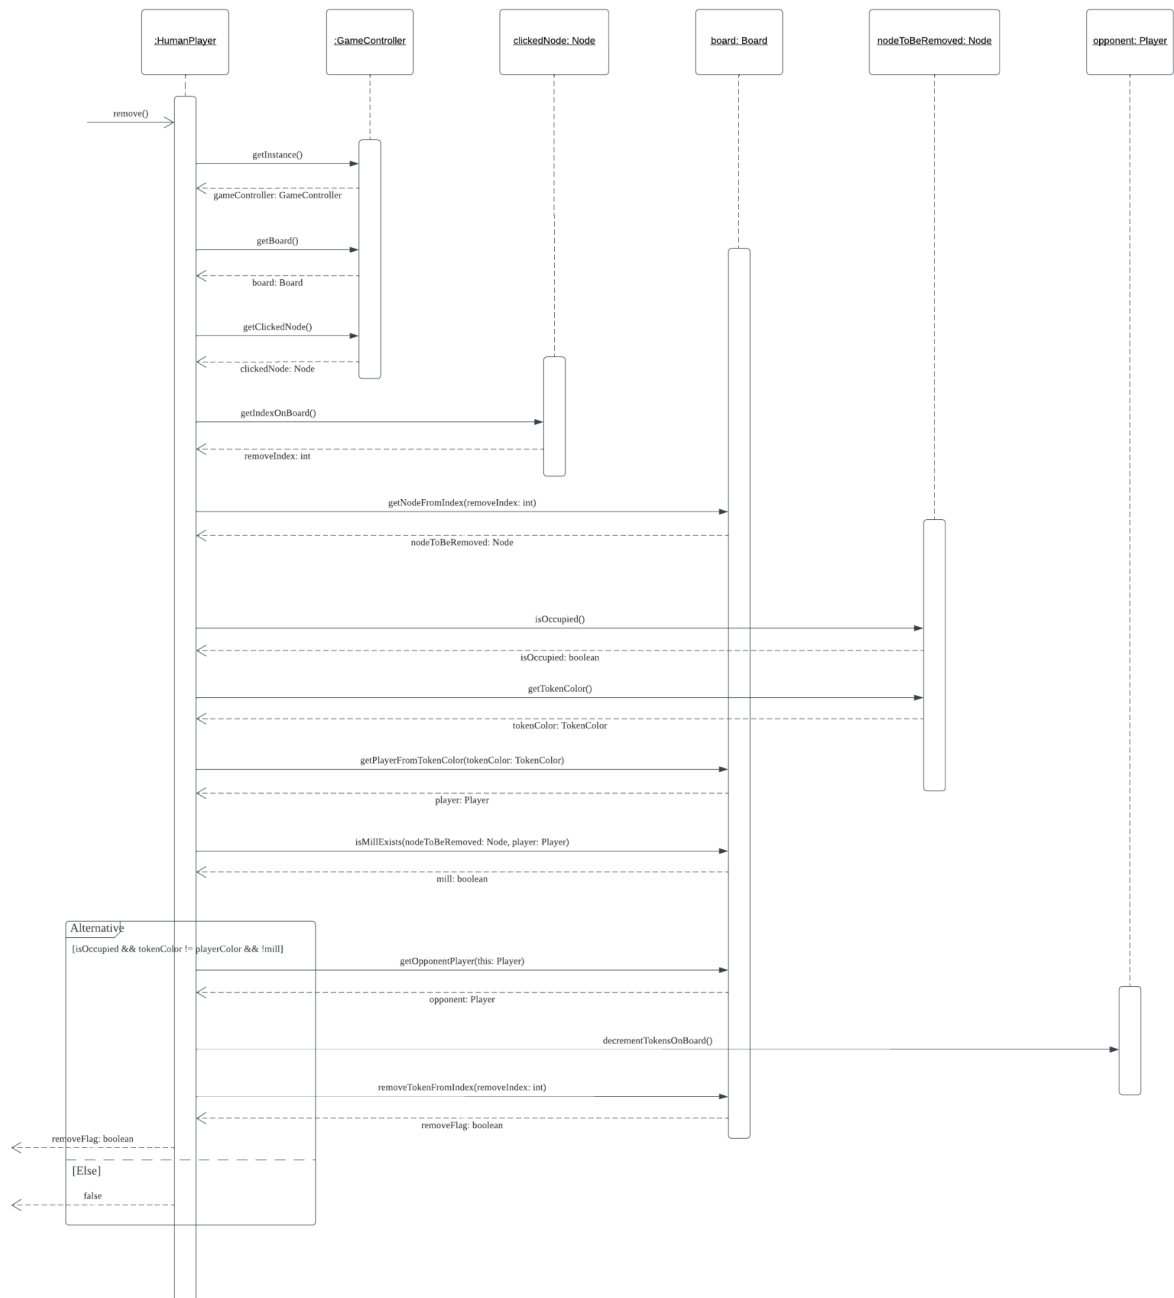 :HumanPlayer
:GameController
clickedNode: Node
board: Board
nodeToBeRemoved: Node
opponent: Player
remove()
getInstance()
gameController: GameController
getBoard()
board: Board
getClickedNode()
clickedNode: Node
getIndexOnBoard()
removeIndex: int
getNodeFromIndex(removeIndex: int)
nodeToBeRemoved: Node
isOccupied()
isOccupied: boolean
getTokenColor()
tokenColor: TokenColor
getPlayerFromTokenColor(tokenColor: TokenColor)
player: Player
isMillExists(nodeToBeRemoved: Node, player: Player)
mill: boolean
Alternative
[isOccupied && tokenColor != playerColor && !mill]
getOpponentPlayer(this: Player)
opponent: Player
decrementTokensOnBoard()
removeTokenFromIndex(removeIndex: int)
removeFlag: boolean
removeFlag: boolean
[Else]
false